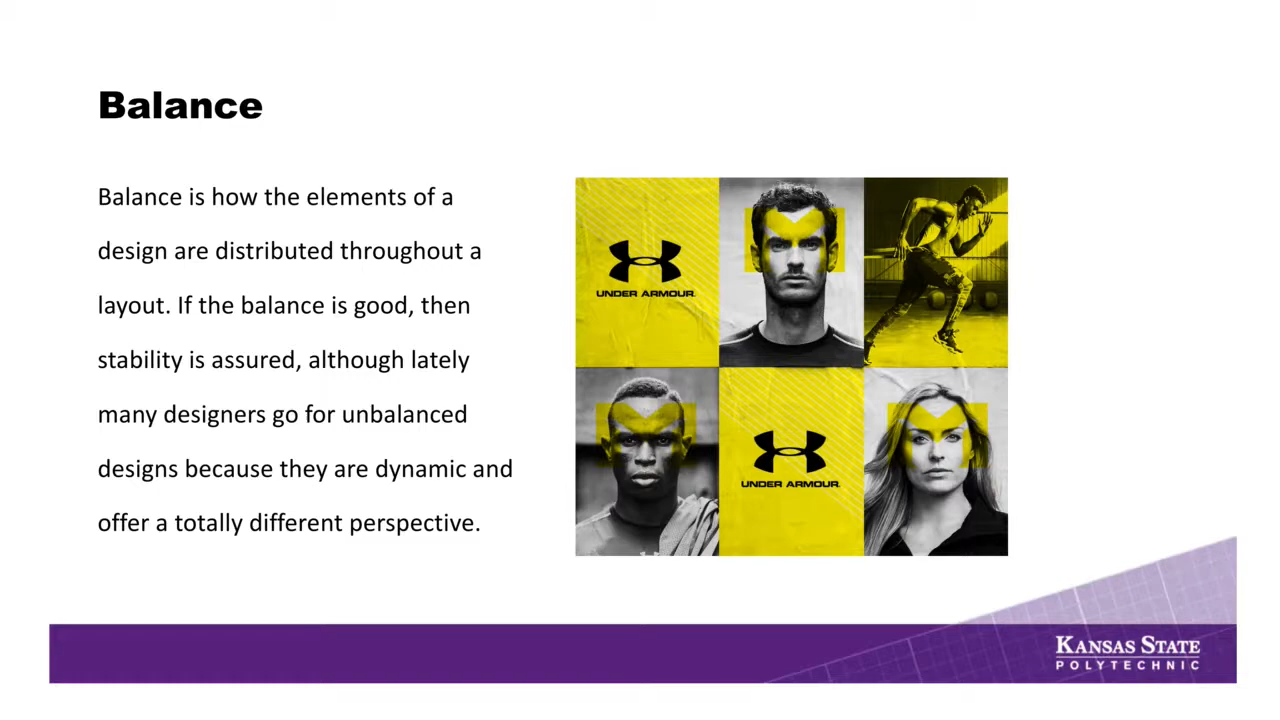 Balance
Balance is how the elements of a
design are distributed throughout a
layout. If the balance is good, then
stability is assured, although lately
many designers go for unbalanced
designs because they are dynamic and
offer a totally different perspective.
UNDER ARMOUR
UNDER ARMOUR
KANSAS STATE
POLYTECHNIC